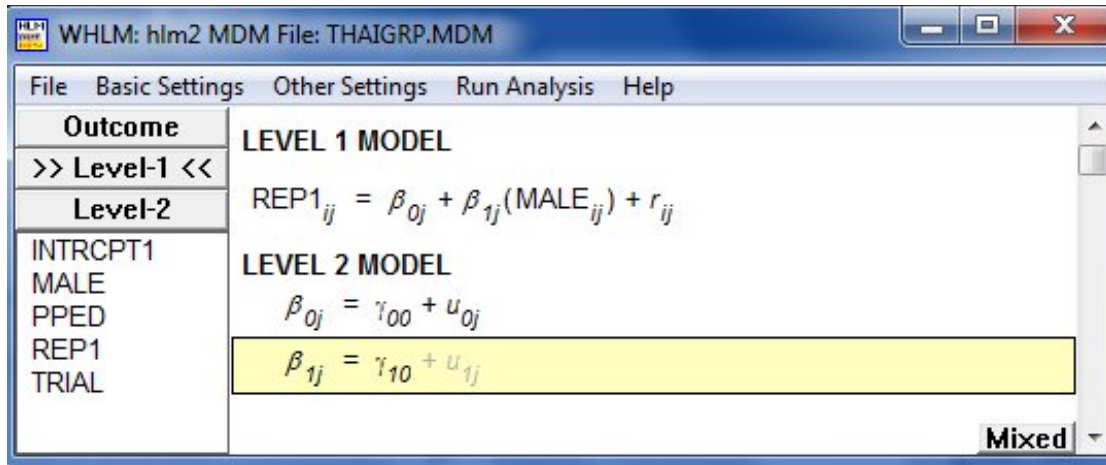 WHLM: hlm2 MDM File: THAIGRP.MDM
File Basic Settings Other Settings Run Analysis Help
Outcome
>> Level-1 <<
Level-2
INTRCPT1
MALE
PPED
REP1
TRIAL
LEVEL 1 MODEL
REP1ij = β0j + β1j(MALEij) + rij
LEVEL 2 MODEL
β0j = γ00 + u0j
β1j = γ10 + u1j
Mixed